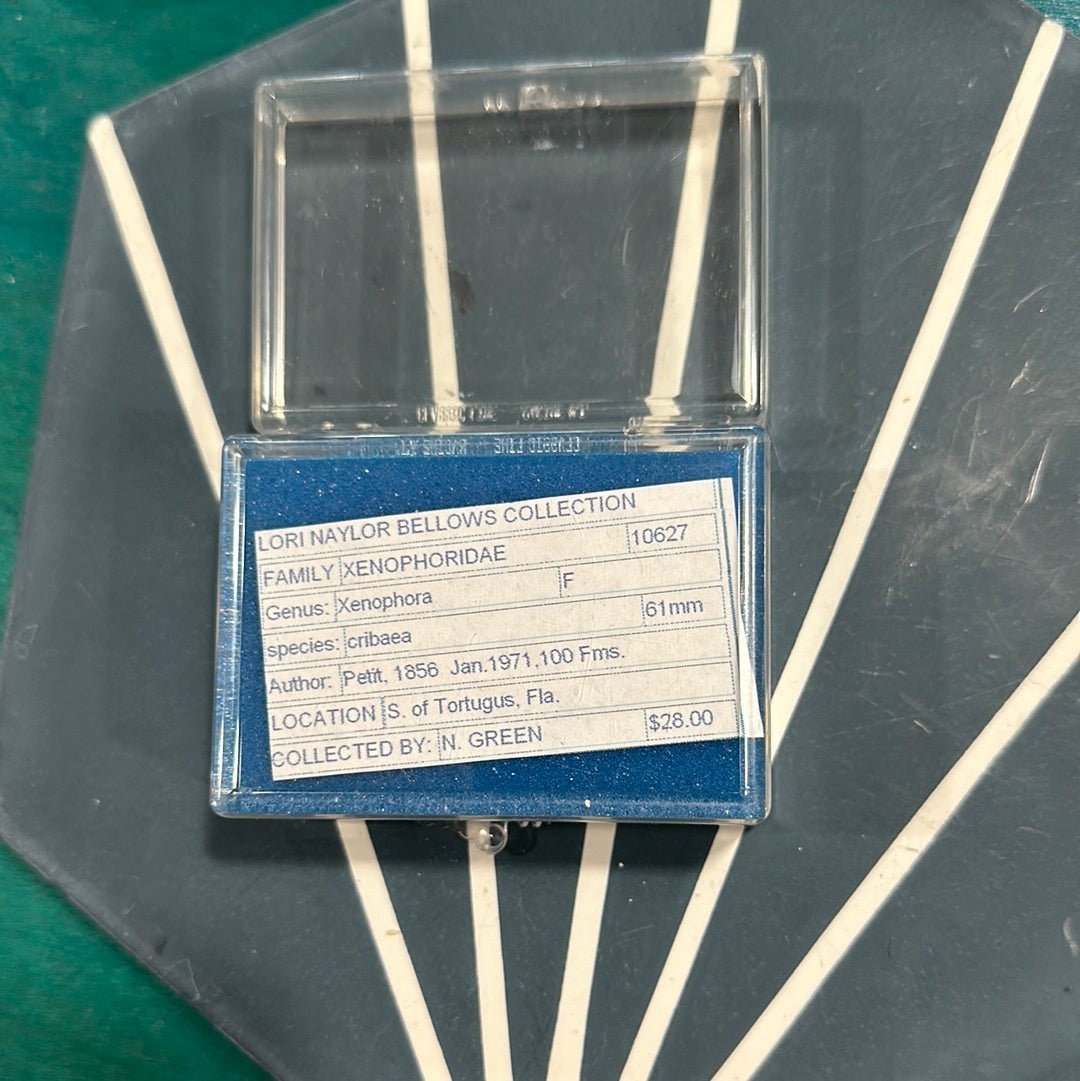 LORI NAYLOR BELLOWS COLLECTION
FAMILY XENOPHORIDAE 10627
Genus: Xenophora F
species: cribaea 61mm
Author: Petit, 1856 Jan.1971,100 Fms.
LOCATION S. of Tortugus, Fla.
COLLECTED BY: N. GREEN $28.00